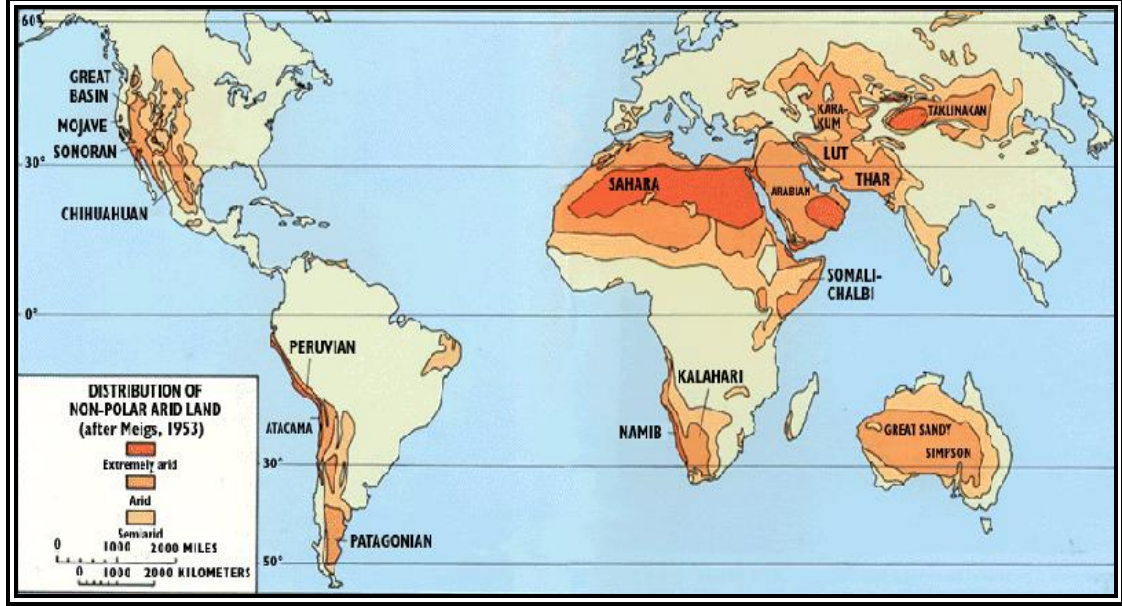 60°
GREAT
BASIN
MOJAVE
SONORAN
30°
CHIHUAHUAN
KARA-
KUM
TAKLINAKAN
LUT
THAR
SAHARA
ARABIAN
SOMALI-
CHALBI
0°
PERUVIAN
KALAHARI
ATACAMA
NAMIB
GREAT SANDY
SIMPSON
30°
PATAGONIAN
50°
DISTRIBUTION OF
NON-POLAR ARID LAND
(after Meigs, 1953)
Extremely arid
Arid
Semiarid
0 1000 2000 MILES
0 1000 2000 KILOMETERS